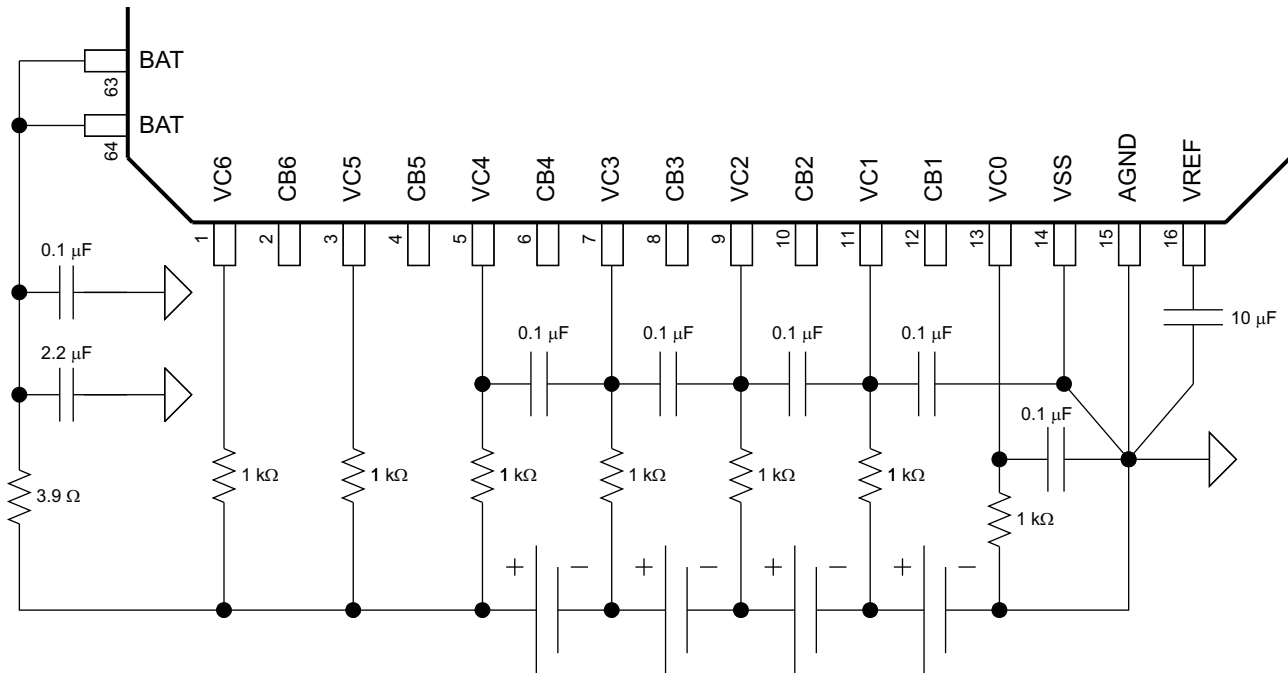 BAT
63
BAT
64
VC6
CB6
VC5
CB5
VC4
CB4
VC3
CB3
VC2
CB2
VC1
CB1
VC0
VSS
AGND
VREF
1
2
3
4
5
6
7
8
9
10
11
12
13
14
15
16
0.1 μF
2.2 μF
3.9 Ω
0.1 μF
0.1 μF
0.1 μF
0.1 μF
10 μF
0.1 μF
1 kΩ
1 kΩ
1 kΩ
1 kΩ
1 kΩ
1 kΩ
1 kΩ
+ − + − + − + −